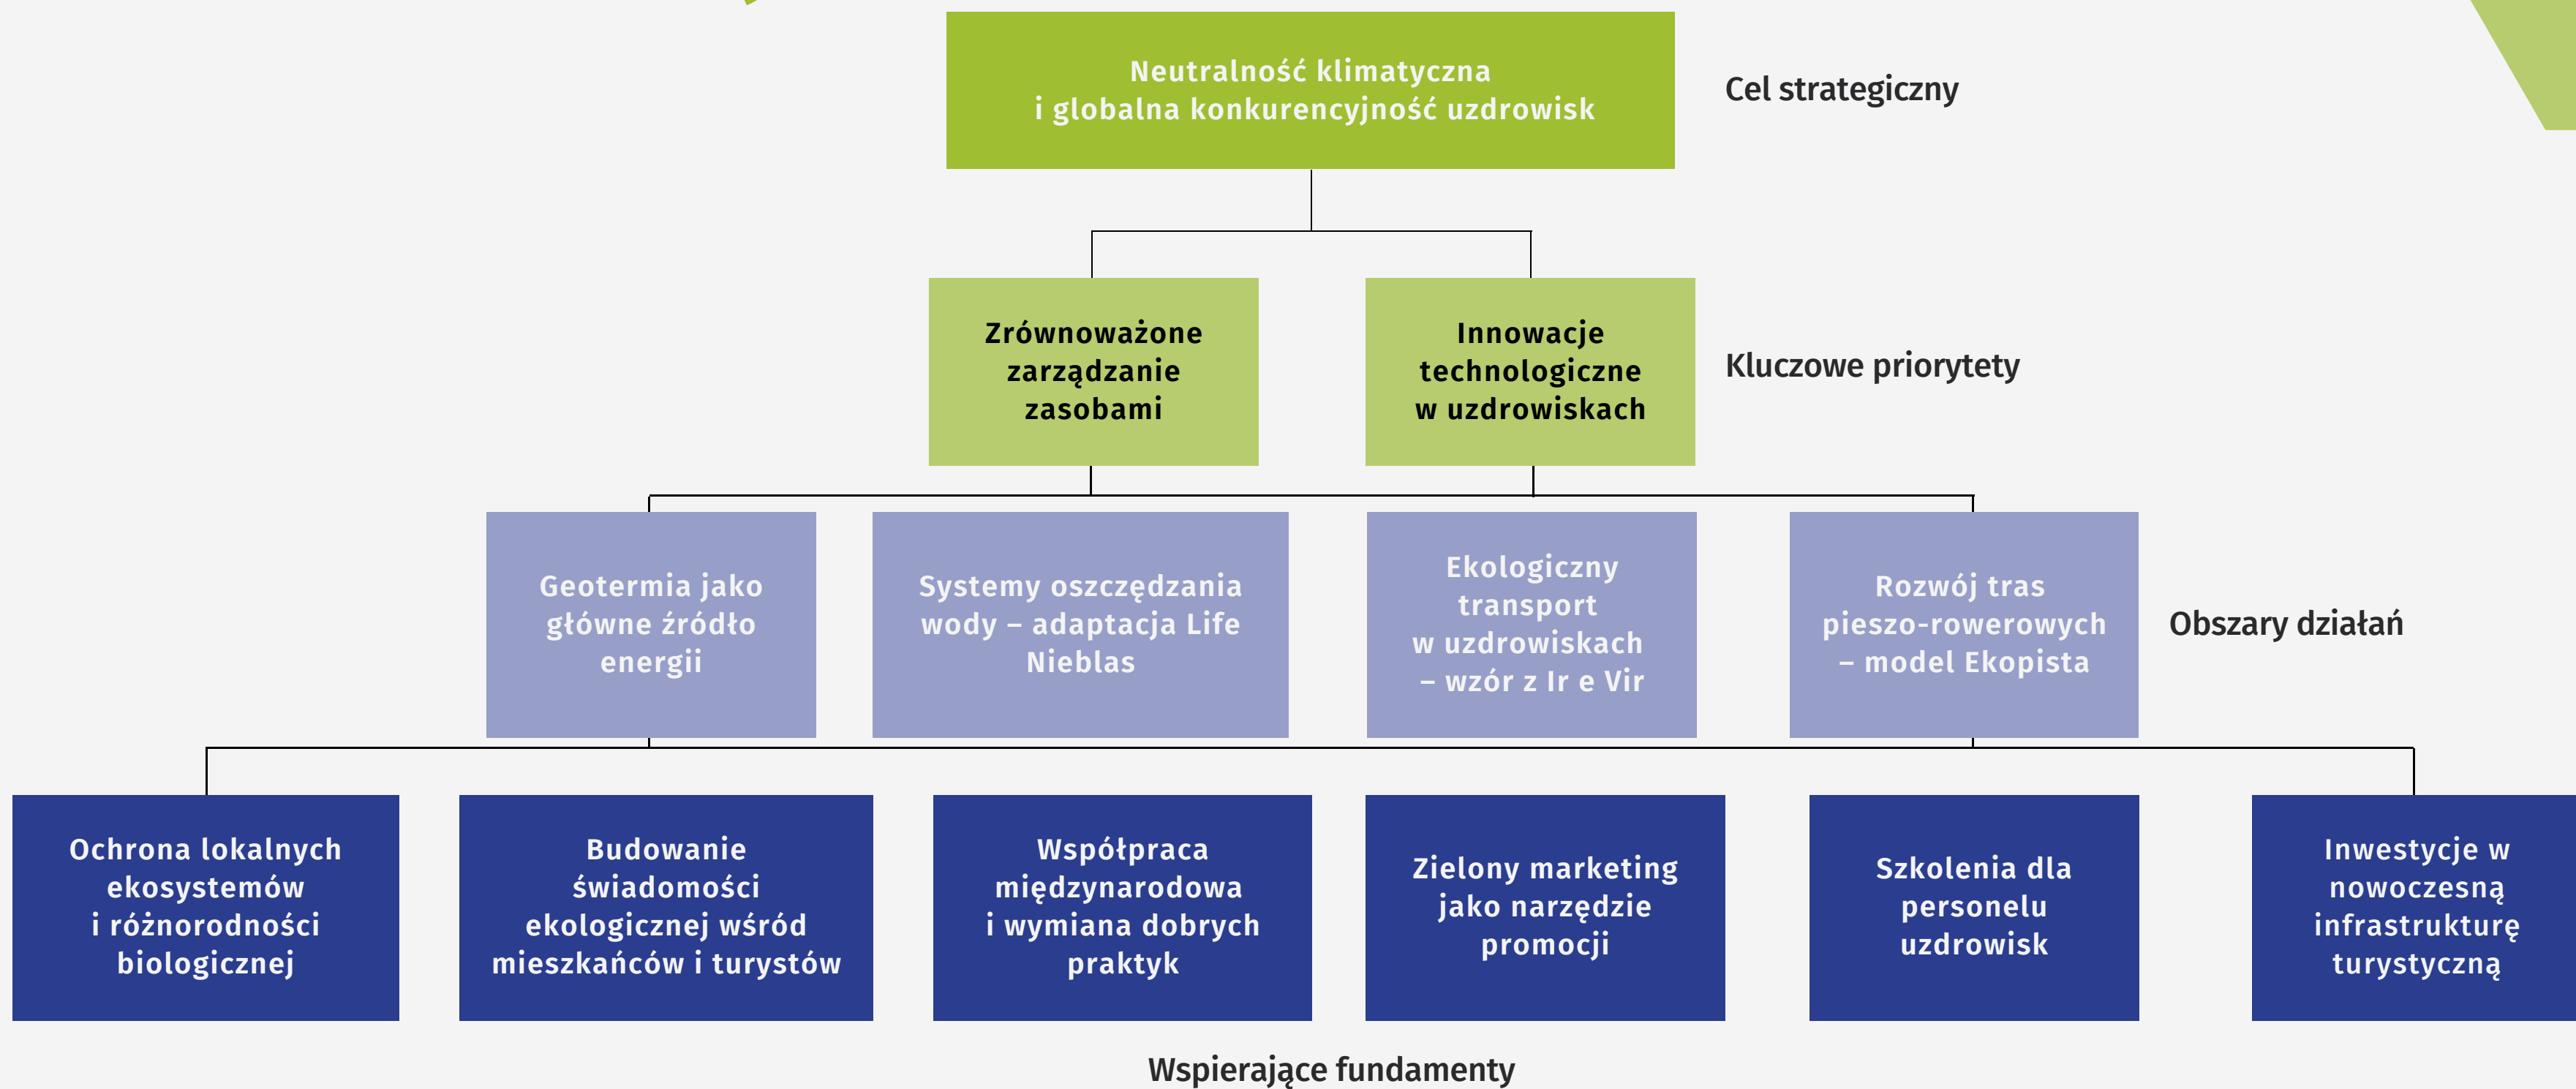 Neutralność klimatyczna
i globalna konkurencyjność uzdrowisk
Cel strategiczny
Zrównoważone
zarządzanie
zasobami
Innowacje
technologiczne
w uzdrowiskach
Kluczowe priorytety
Geotermia jako
główne źródło
energii
Systemy oszczędzania
wody – adaptacja Life
Nieblas
Ekologiczny
transport
w uzdrowiskach
– wzór z Ir e Vir
Rozwój tras
pieszo-rowerowych
– model Ekopista
Obszary działań
Ochrona lokalnych
ekosystemów
i różnorodności
biologicznej
Budowanie
świadomości
ekologicznej wśród
mieszkańców i turystów
Współpraca
międzynarodowa
i wymiana dobrych
praktyk
Zielony marketing
jako narzędzie
promocji
Szkolenia dla
personelu
uzdrowisk
Inwestycje w
nowoczesną
infrastrukturę
turystyczną
Wspierające fundamenty